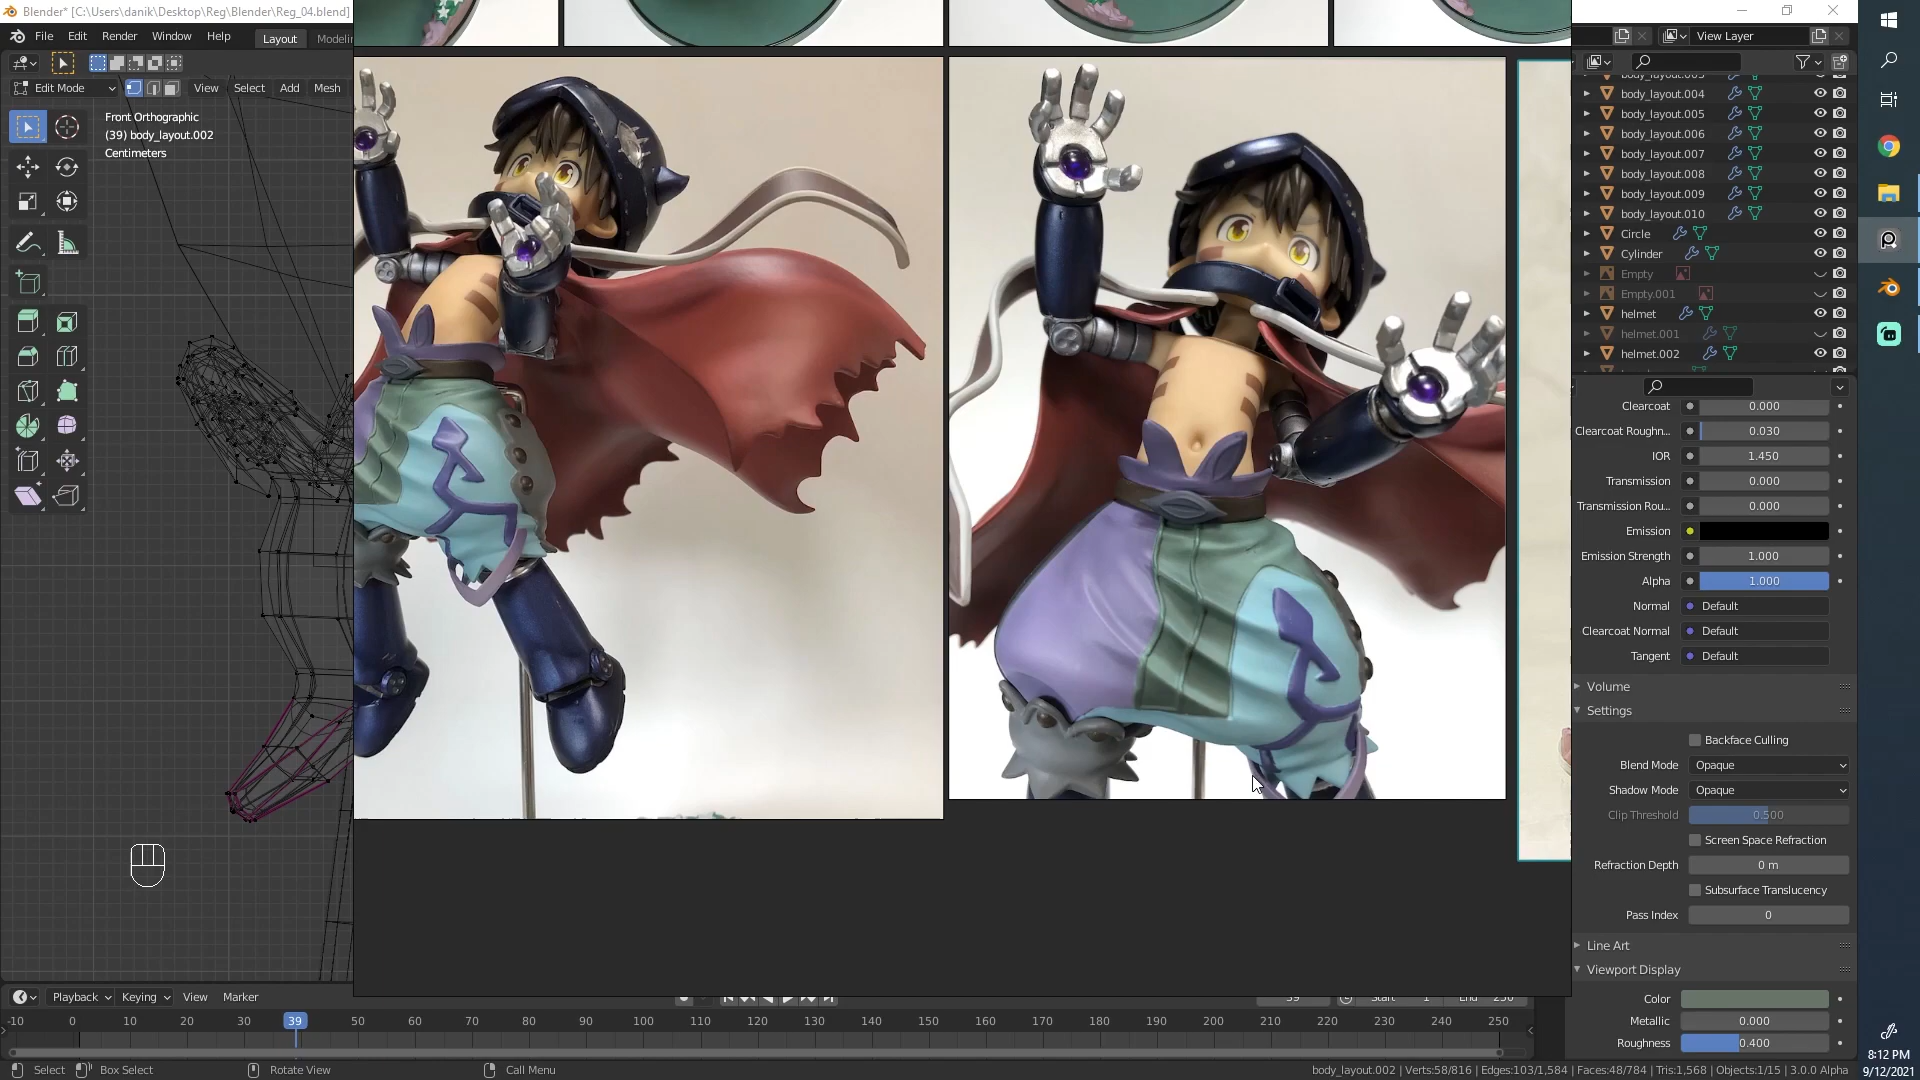 Blender* [C:\Users\danik\Desktop\Reg\Blender\Reg_04.blend]
File Edit Render Window Help
Layout
View Layer
Edit Mode
View Select Add Mesh
Front Orthographic
(39) body_layout.002
Centimeters
body_layout.004
body_layout.005
body_layout.006
body_layout.007
body_layout.008
body_layout.009
body_layout.010
Circle
Cylinder
Empty
Empty.001
helmet
helmet.001
helmet.002
Clearcoat 0.000
Clearcoat Roughn... 0.030
IOR 1.450
Transmission 0.000
Transmission Rou... 0.000
Emission
Emission Strength 1.000
Alpha 1.000
Normal Default
Clearcoat Normal Default
Tangent Default
Volume
Settings
Backface Culling
Blend Mode Opaque
Shadow Mode Opaque
Clip Threshold 0.500
Screen Space Refraction
Refraction Depth 0 m
Subsurface Translucency
Pass Index 0
Line Art
Viewport Display
Color
Metallic 0.000
Roughness 0.400
Playback Keying View Marker
39 Start 1 End 250
-10 0 10 20 30 39 50 60 70 80 90 100 110 120 130 140 150 160 170 180 190 200 210 220 230 240 250
Select Box Select Rotate View Call Menu
body_layout.002 | Verts:58/816 | Edges:103/1,584 | Faces:48/784 | Tris:1,568 | Objects:1/15 | 3.0.0 Alpha
8:12 PM
9/12/2021